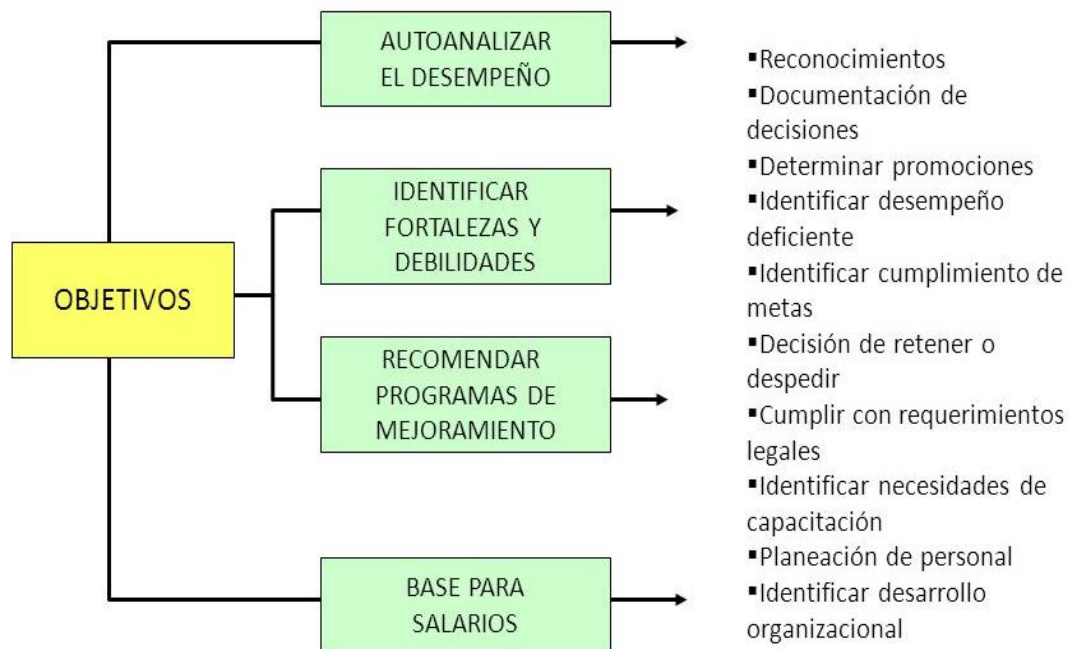 OBJETIVOS
AUTOANALIZAR
EL DESEMPEÑO
IDENTIFICAR
FORTALEZAS Y
DEBILIDADES
RECOMENDAR
PROGRAMAS DE
MEJORAMIENTO
BASE PARA
SALARIOS
▪Reconocimientos
▪Documentación de
decisiones
▪Determinar promociones
▪Identificar desempeño
deficiente
▪Identificar cumplimiento de
metas
▪Decisión de retener o
despedir
▪Cumplir con requerimientos
legales
▪Identificar necesidades de
capacitación
▪Planeación de personal
▪Identificar desarrollo
organizacional